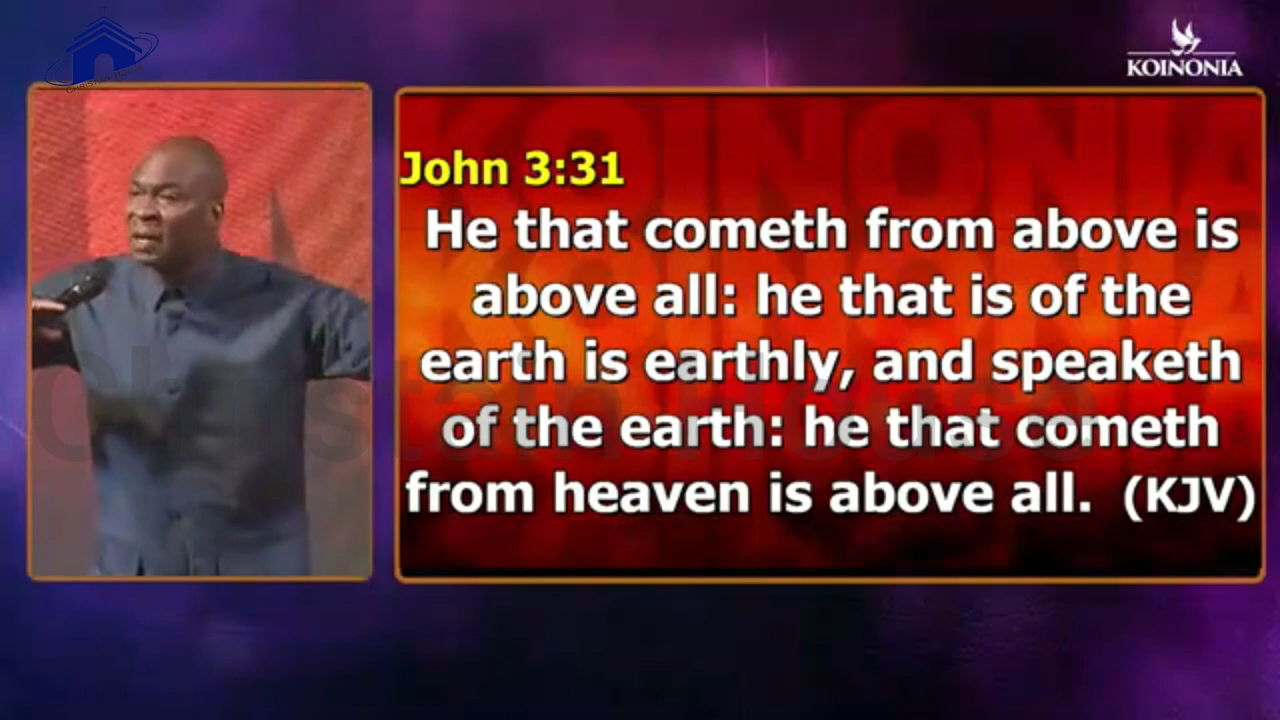 KOINONIA
John 3:31
He that cometh from above is
above all: he that is of the
earth is earthly, and speaketh
of the earth: he that cometh
from heaven is above all. (KJV)